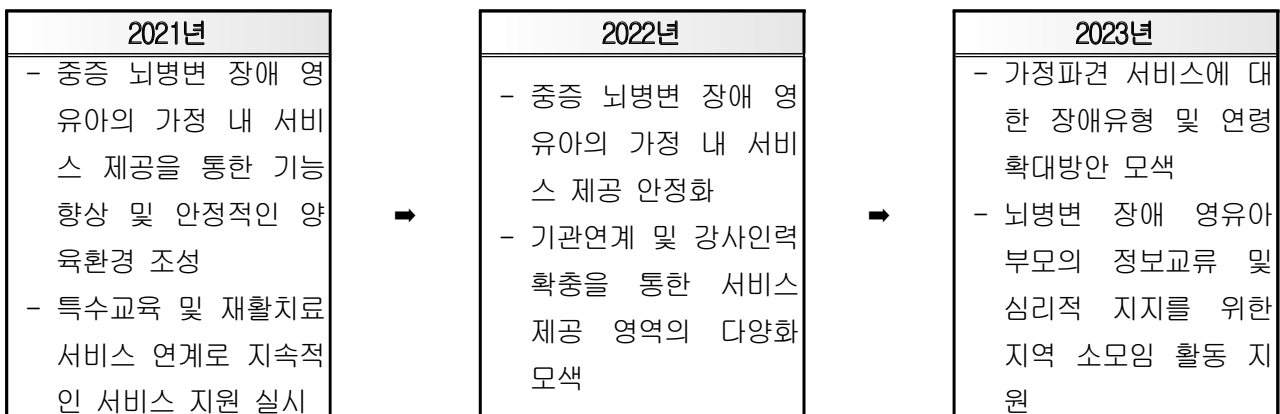 2021년
- 중증 뇌병변 장애 영
유아의 가정 내 서비
스 제공을 통한 기능
향상 및 안정적인 양
육환경 조성
- 특수교육 및 재활치료
서비스 연계로 지속적
인 서비스 지원 실시
➡
2022년
- 중증 뇌병변 장애 영
유아의 가정 내 서비
스 제공 안정화
- 기관연계 및 강사인력
확충을 통한 서비스
제공 영역의 다양화
모색
➡
2023년
- 가정파견 서비스에 대
한 장애유형 및 연령
확대방안 모색
- 뇌병변 장애 영유아
부모의 정보교류 및
심리적 지지를 위한
지역 소모임 활동 지
원